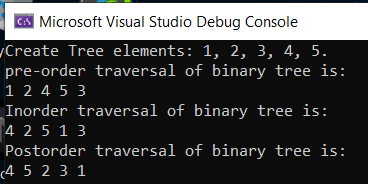 Microsoft Visual Studio Debug Console
Create Tree elements: 1, 2, 3, 4, 5.
pre-order traversal of binary tree is:
1 2 4 5 3
Inorder traversal of binary tree is:
4 2 5 1 3
Postorder traversal of binary tree is:
4 5 2 3 1